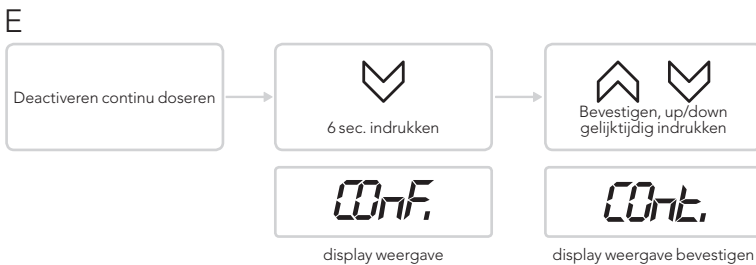 E
Deactiveren continu doseren
6 sec. indrukken
Bevestigen, up/down
gelijktijdig indrukken
COnF.
COnt.
display weergave
display weergave bevestigen